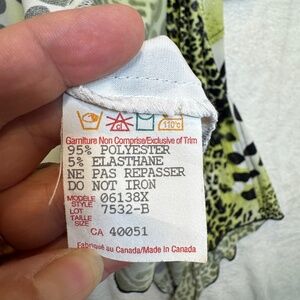 110°c
Garniture Non Comprise/Exclusive of Trim
95% POLYESTER
5% ELASTHANE
NE PAS REPASSER
DO NOT IRON
MODELE
STYLE 06138X
LOT 7532-B
TAILLE
SIZE
CA 40051
Fabriqué au Canada/Made In Canada